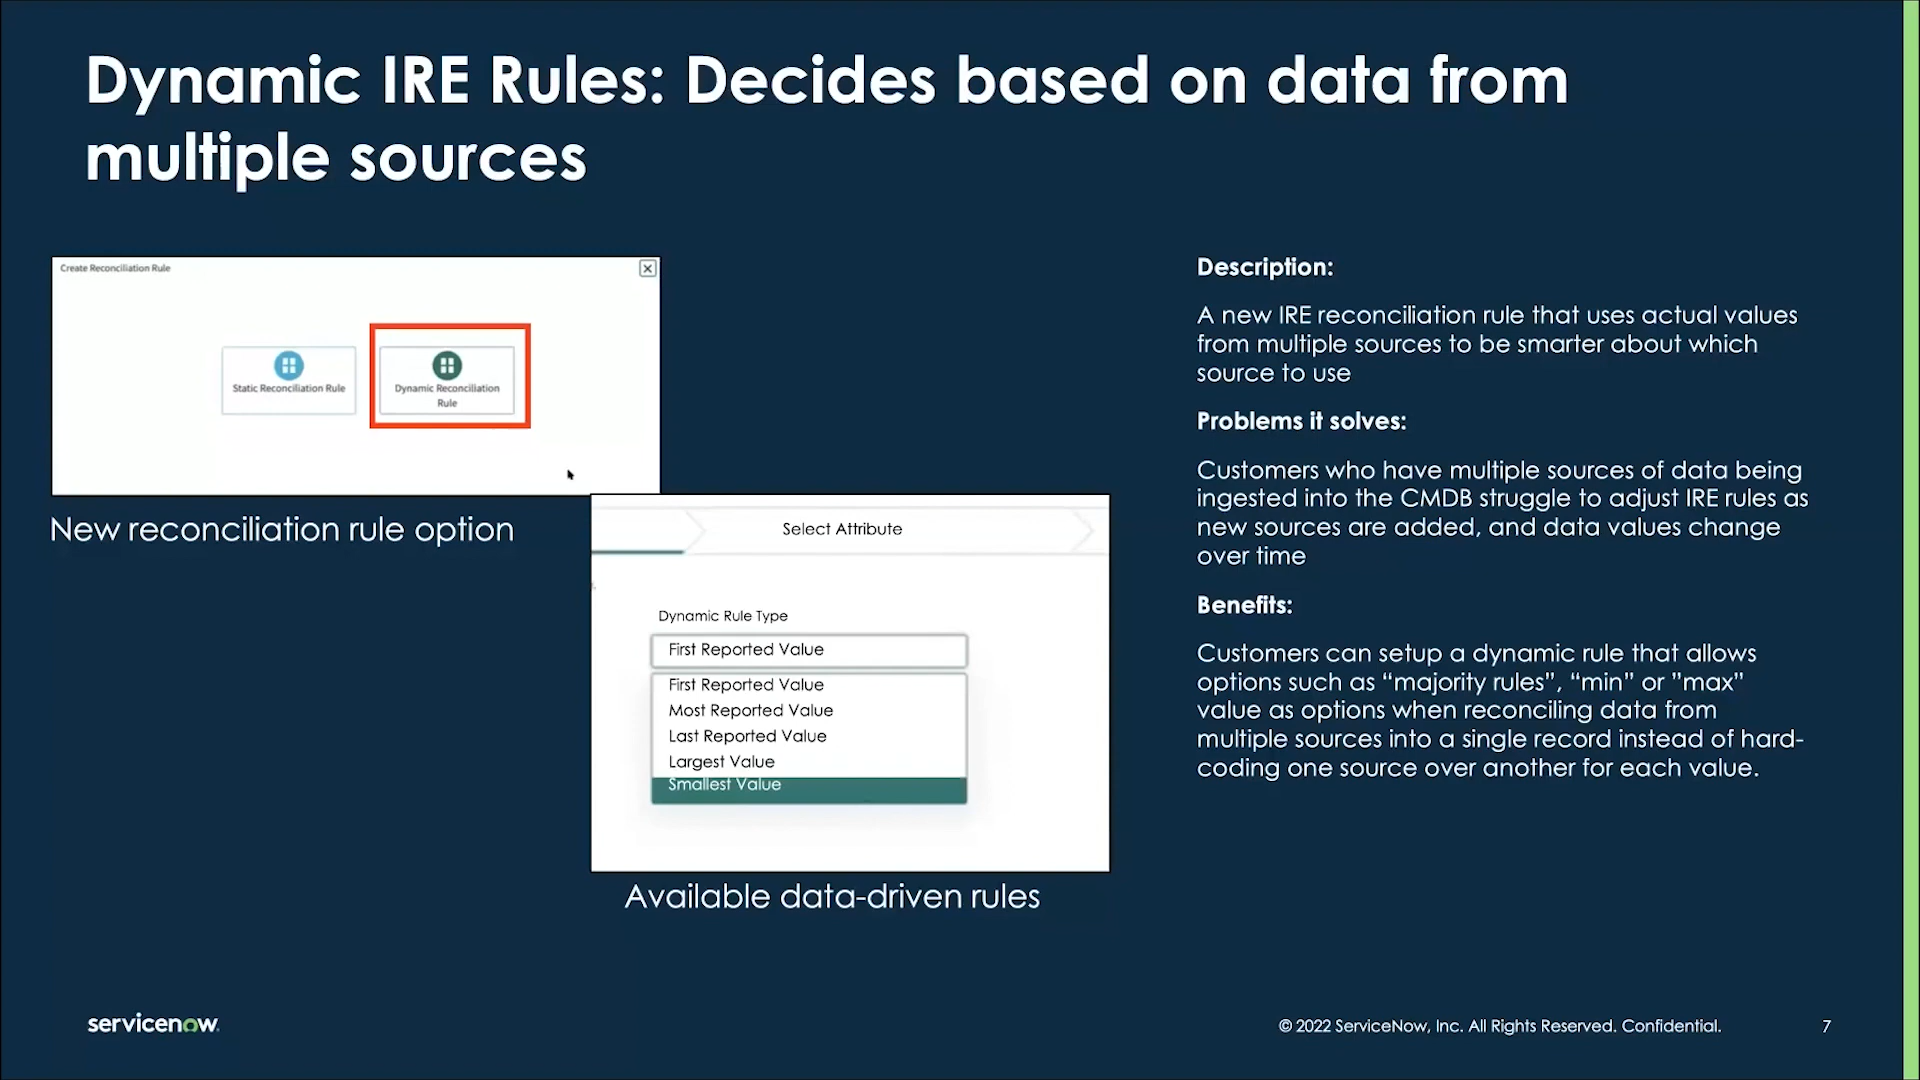 Dynamic IRE Rules: Decides based on data from
multiple sources
Create Reconciliation Rule
Static Reconciliation Rule
Dynamic Reconciliation
Rule
New reconciliation rule option
Select Attribute
Dynamic Rule Type
First Reported Value
First Reported Value
Most Reported Value
Last Reported Value
Largest Value
Smallest Value
Available data-driven rules
Description:
A new IRE reconciliation rule that uses actual values
from multiple sources to be smarter about which
source to use
Problems it solves:
Customers who have multiple sources of data being
ingested into the CMDB struggle to adjust IRE rules as
new sources are added, and data values change
over time
Benefits:
Customers can setup a dynamic rule that allows
options such as “majority rules”, “min” or ”max”
value as options when reconciling data from
multiple sources into a single record instead of hard-
coding one source over another for each value.
servicenow.
© 2022 ServiceNow, Inc. All Rights Reserved. Confidential.
7